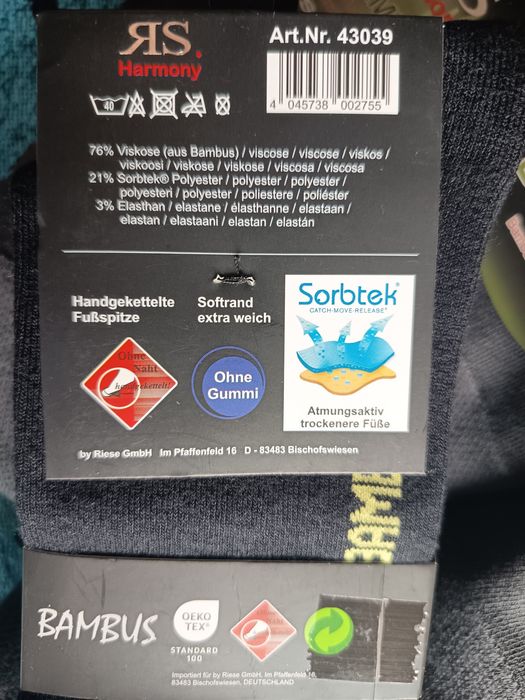 RS.
Harmony
Art.Nr. 43039
4 045738 002755
40
76% Viskose (aus Bambus) / viscose / viscose / viskos /
viskoosi / viskose / viskose / viscosa / viscosa
21% Sorbtek® Polyester / polyester / polyester /
polyesteri / polyester / poliestere / poliéster
3% Elasthan / elastane / élasthanne / elastaan /
elastan / elastaani / elastan / elastán
Handgekettelte
Fußspitze
Softrand
extra weich
Sorbtek®
CATCH-MOVE-RELEASE®
Ohne
Naht
handgekettelt!
Ohne
Gummi
Atmungsaktiv
trockenere Füße
by Riese GmbH Im Pfaffenfeld 16 D - 83483 Bischofswiesen
BAMBUS
OEKO
TEX®
STANDARD
100
Ohne
Naht
Importiert für by Riese GmbH, Im Pfaffenfeld
83483 Bischofswiesen, DEUTSCHLAND